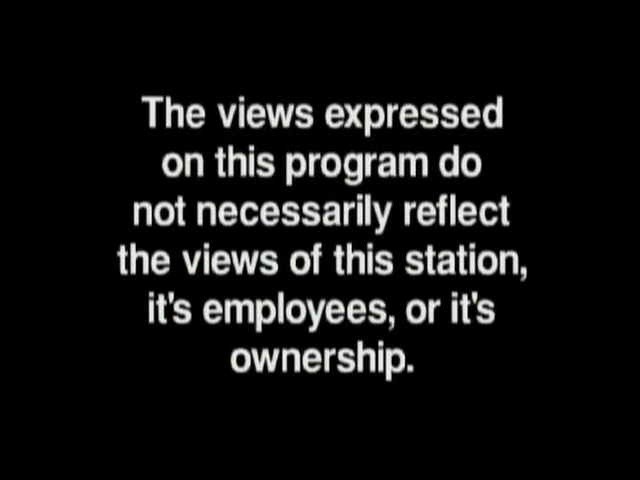 The views expressed
on this program do
not necessarily reflect
the views of this station,
it's employees, or it's
ownership.